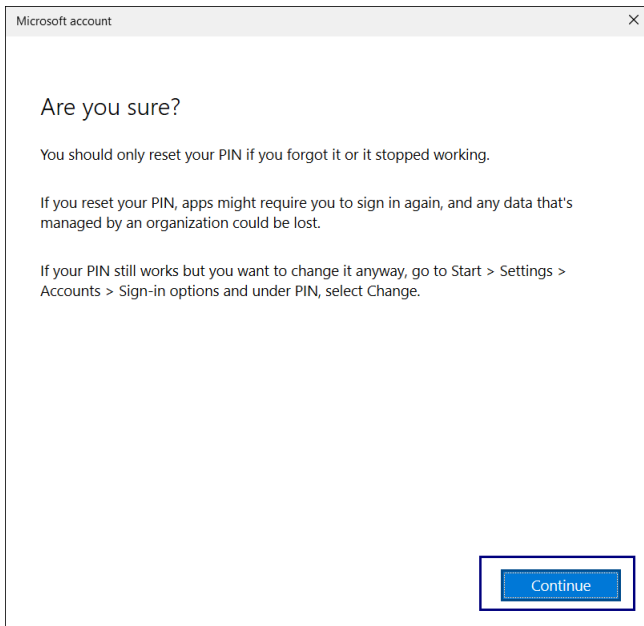 Microsoft account
Are you sure?
You should only reset your PIN if you forgot it or it stopped working.
If you reset your PIN, apps might require you to sign in again, and any data that's
managed by an organization could be lost.
If your PIN still works but you want to change it anyway, go to Start > Settings >
Accounts > Sign-in options and under PIN, select Change.
Continue